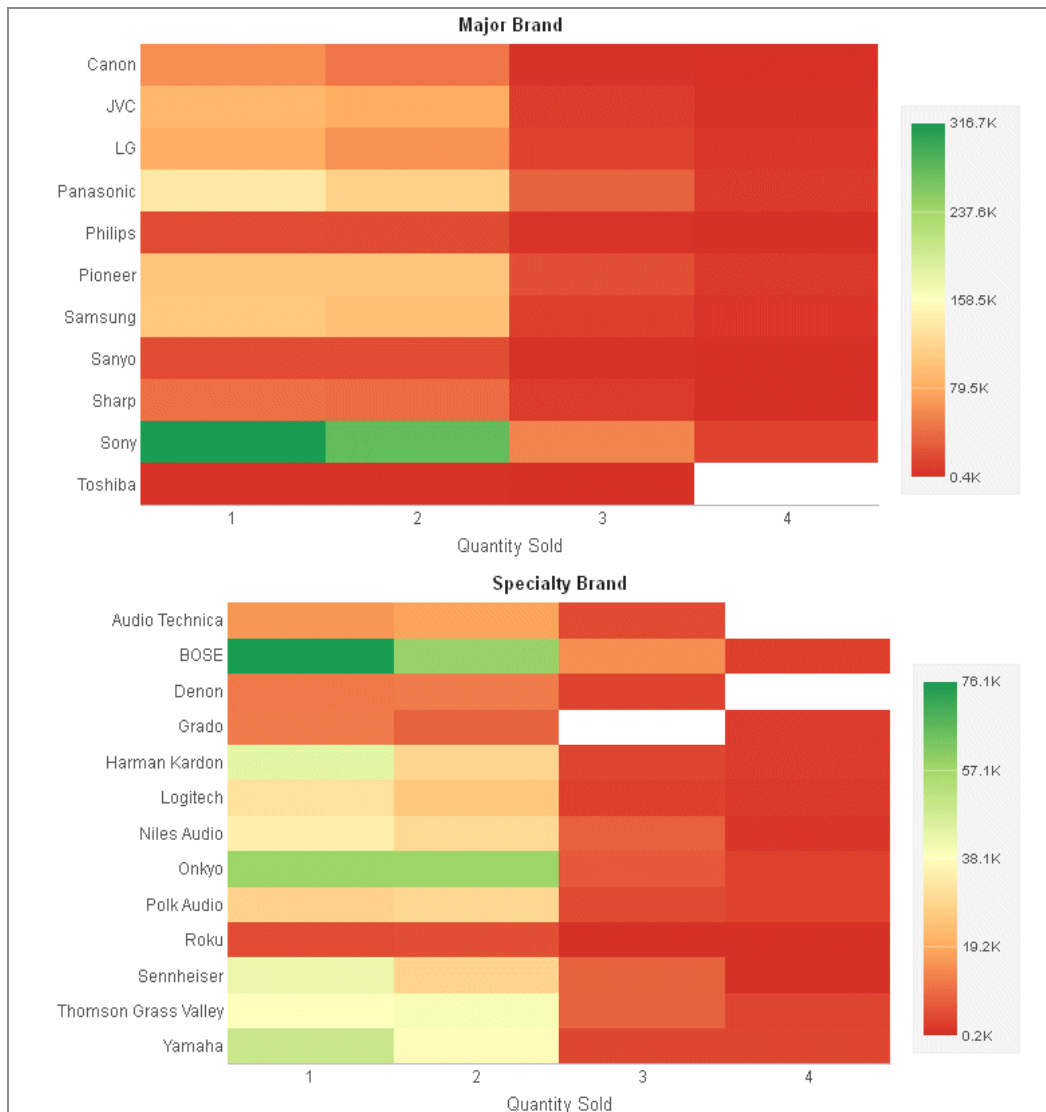 Major Brand
Canon
JVC
LG
Panasonic
Philips
Pioneer
Samsung
Sanyo
Sharp
Sony
Toshiba
1 2 3 4
Quantity Sold
316.7K
237.6K
158.5K
79.5K
0.4K
Specialty Brand
Audio Technica
BOSE
Denon
Grado
Harman Kardon
Logitech
Niles Audio
Onkyo
Polk Audio
Roku
Sennheiser
Thomson Grass Valley
Yamaha
1 2 3 4
Quantity Sold
76.1K
57.1K
38.1K
19.2K
0.2K